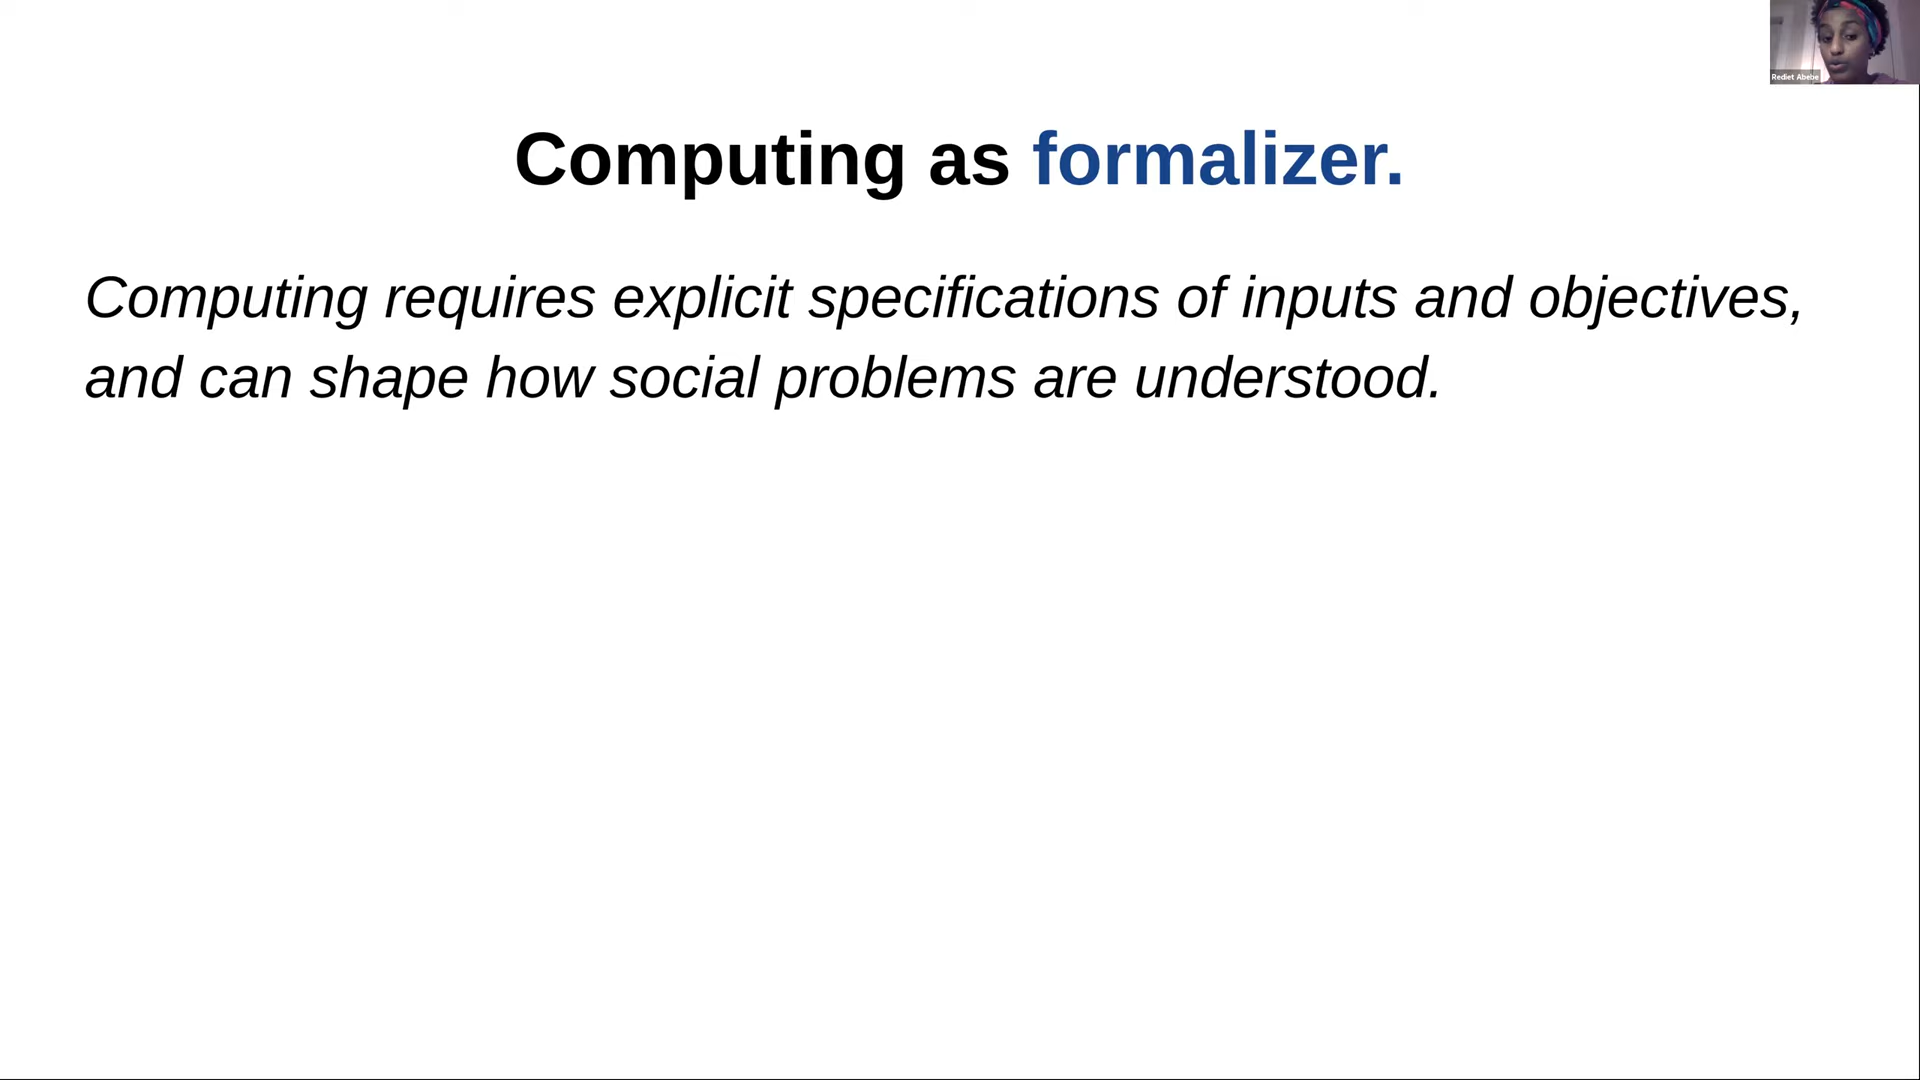 Rediet Abebe
Computing as formalizer.
Computing requires explicit specifications of inputs and objectives,
and can shape how social problems are understood.